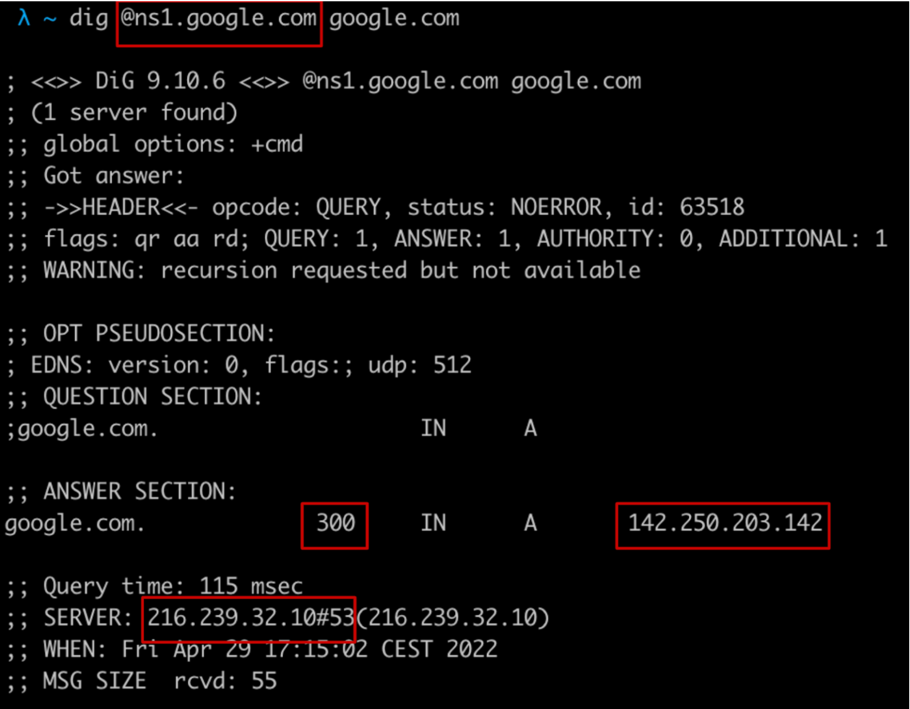 λ ~ dig @ns1.google.com google.com
; <<>> DiG 9.10.6 <<>> @ns1.google.com google.com
; (1 server found)
;; global options: +cmd
;; Got answer:
;; ->>HEADER<<- opcode: QUERY, status: NOERROR, id: 63518
;; flags: qr aa rd; QUERY: 1, ANSWER: 1, AUTHORITY: 0, ADDITIONAL: 1
;; WARNING: recursion requested but not available
;; OPT PSEUDOSECTION:
; EDNS: version: 0, flags:; udp: 512
;; QUESTION SECTION:
;google.com. IN A
;; ANSWER SECTION:
google.com. 300 IN A 142.250.203.142
;; Query time: 115 msec
;; SERVER: 216.239.32.10#53(216.239.32.10)
;; WHEN: Fri Apr 29 17:15:02 CEST 2022
;; MSG SIZE rcvd: 55